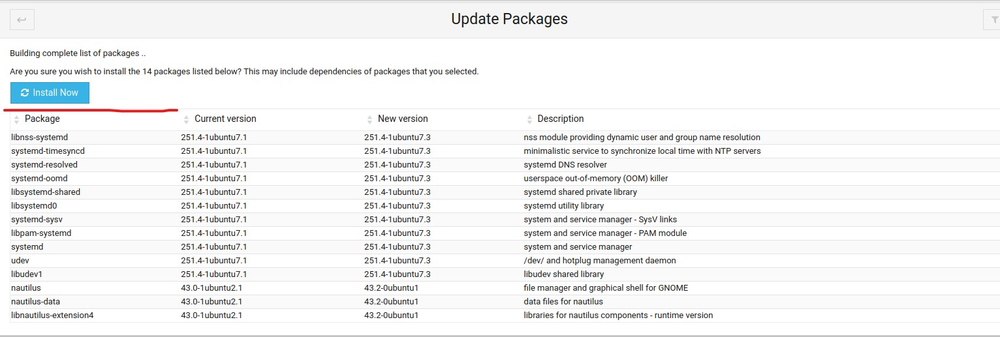 Update Packages
Building complete list of packages ..
Are you sure you wish to install the 14 packages listed below? This may include dependencies of packages that you selected.
Install Now
Package Current version New version Description
libnss-systemd 251.4-1ubuntu7.1 251.4-1ubuntu7.3 nss module providing dynamic user and group name resolution
systemd-timesyncd 251.4-1ubuntu7.1 251.4-1ubuntu7.3 minimalistic service to synchronize local time with NTP servers
systemd-resolved 251.4-1ubuntu7.1 251.4-1ubuntu7.3 systemd DNS resolver
systemd-oomd 251.4-1ubuntu7.1 251.4-1ubuntu7.3 userspace out-of-memory (OOM) killer
libsystemd-shared 251.4-1ubuntu7.1 251.4-1ubuntu7.3 systemd shared private library
libsystemd0 251.4-1ubuntu7.1 251.4-1ubuntu7.3 systemd utility library
systemd-sysv 251.4-1ubuntu7.1 251.4-1ubuntu7.3 system and service manager - SysV links
libpam-systemd 251.4-1ubuntu7.1 251.4-1ubuntu7.3 system and service manager - PAM module
systemd 251.4-1ubuntu7.1 251.4-1ubuntu7.3 system and service manager
udev 251.4-1ubuntu7.1 251.4-1ubuntu7.3 /dev/ and hotplug management daemon
libudev1 251.4-1ubuntu7.1 251.4-1ubuntu7.3 libudev shared library
nautilus 43.0-1ubuntu2.1 43.2-0ubuntu1 file manager and graphical shell for GNOME
nautilus-data 43.0-1ubuntu2.1 43.2-0ubuntu1 data files for nautilus
libnautilus-extension4 43.0-1ubuntu2.1 43.2-0ubuntu1 libraries for nautilus components - runtime version